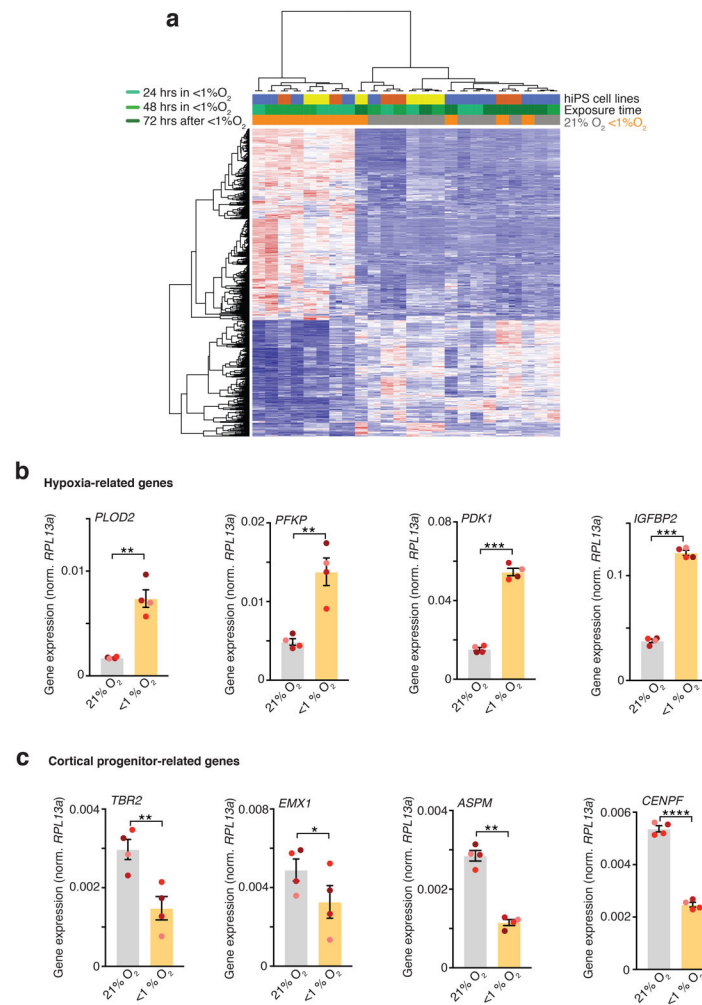 a
24 hrs in <1%O₂
48 hrs in <1%O₂
72 hrs after <1%O₂
hiPS cell lines
Exposure time
21% O₂ <1%O₂
b
Hypoxia-related genes
Gene expression (norm. RPL13a)
PLOD2
**
0.01
0
21% O₂
<1 % O₂
Gene expression (norm. RPL13a)
PFKP
**
0.02
0.01
0
21% O₂
<1 % O₂
Gene expression (norm. RPL13a)
PDK1
***
0.08
0.04
0
21% O₂
<1 % O₂
Gene expression (norm. RPL13a)
IGFBP2
***
0.1
0
21% O₂
<1 % O₂
c
Cortical progenitor-related genes
Gene expression (norm. RPL13a)
TBR2
**
0.004
0.002
0
21% O₂
<1 % O₂
Gene expression (norm. RPL13a)
EMX1
*
0.008
0.004
0
21% O₂
<1 % O₂
Gene expression (norm. RPL13a)
ASPM
**
0.004
0.002
0
21% O₂
<1 % O₂
Gene expression (norm. RPL13a)
CENPF
****
0.006
0.004
0.002
0
21% O₂
<1 % O₂